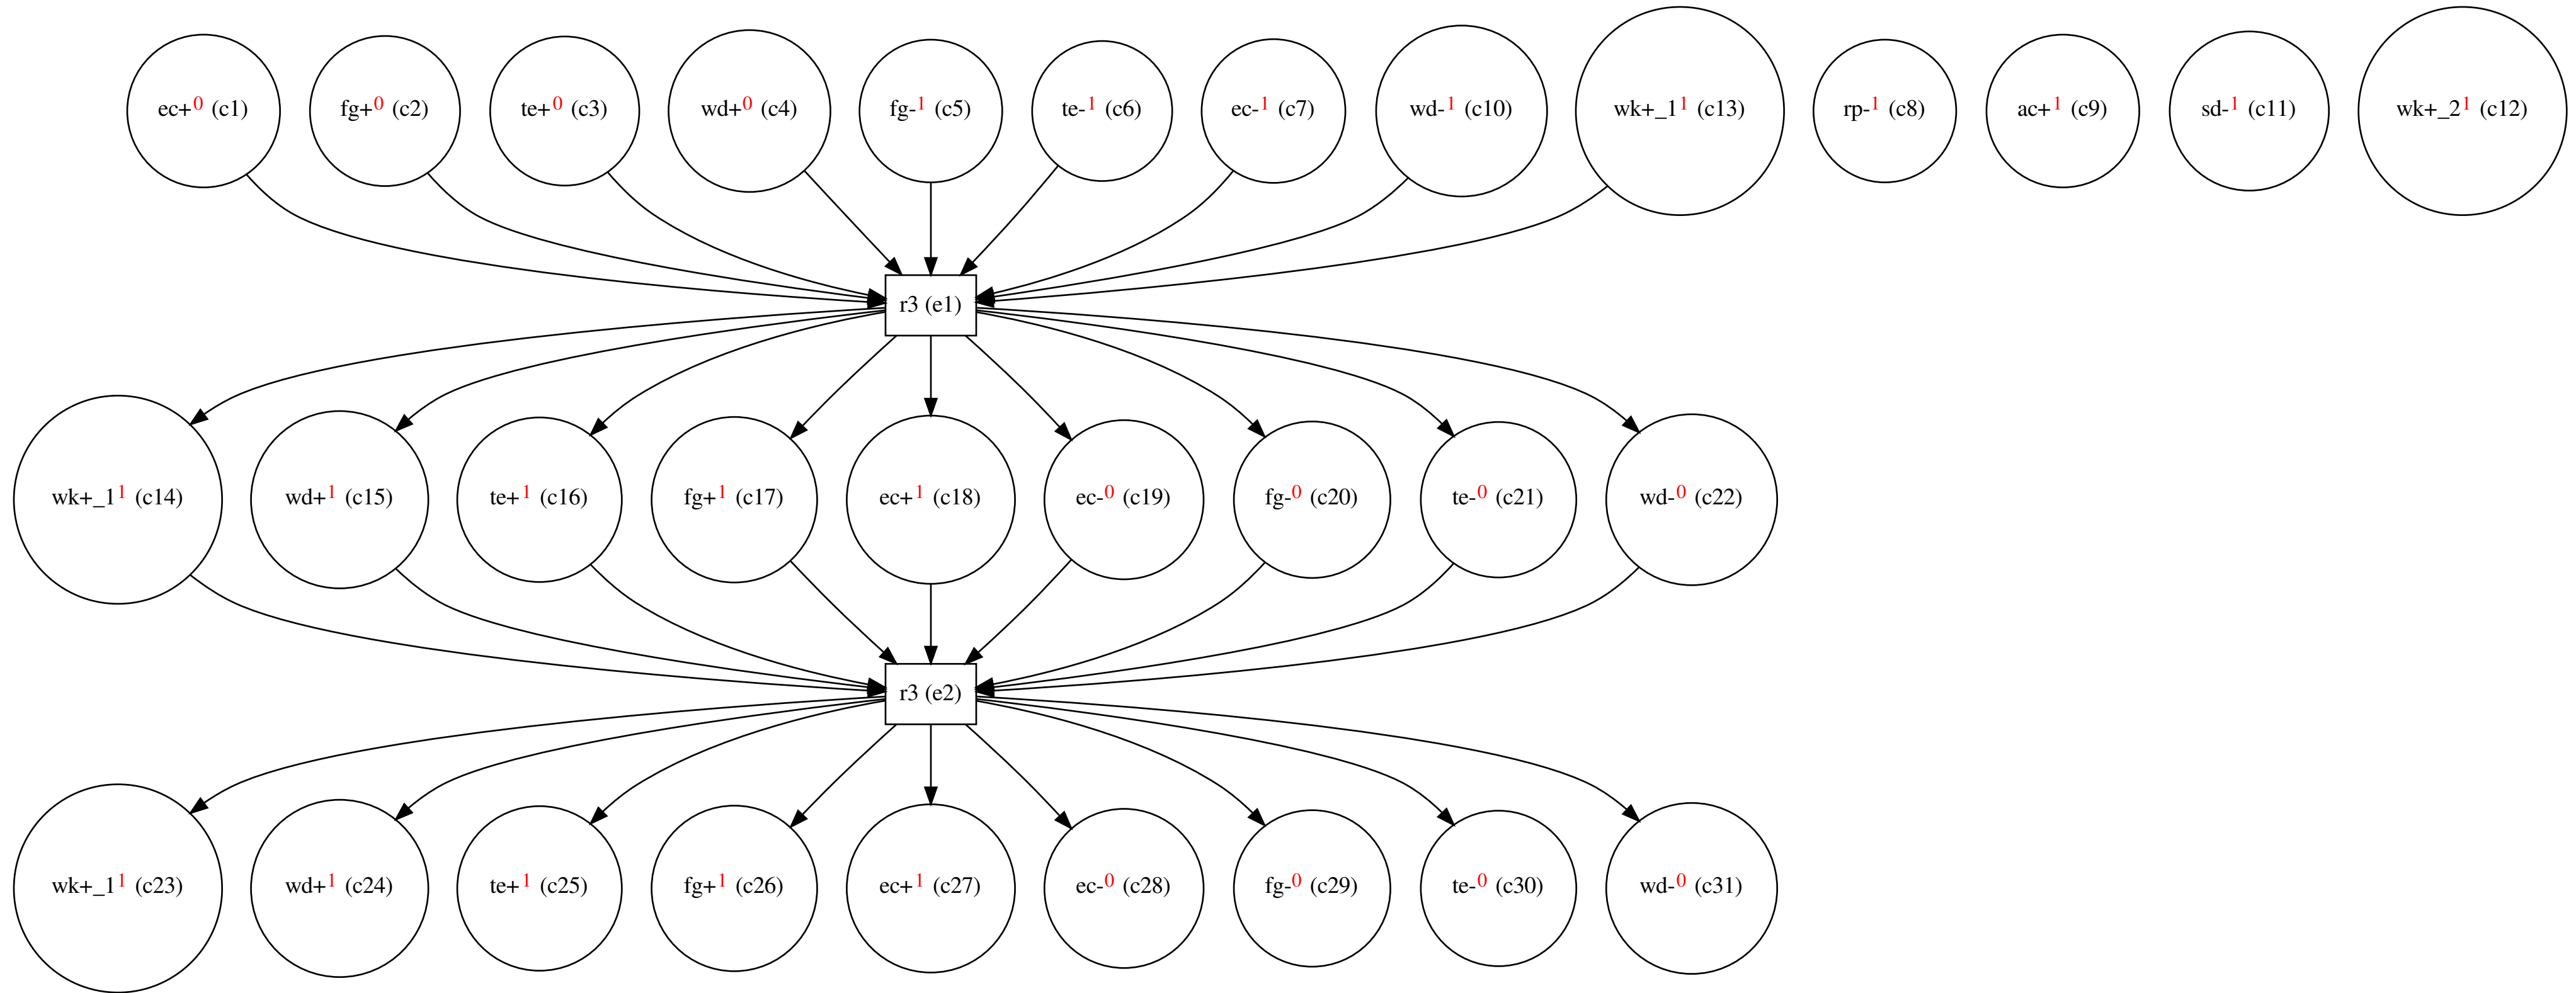 ec+0 (c1)
fg+0 (c2)
te+0 (c3)
wd+0 (c4)
fg-1 (c5)
te-1 (c6)
ec-1 (c7)
wd-1 (c10)
wk+_11 (c13)
rp-1 (c8)
ac+1 (c9)
sd-1 (c11)
wk+_21 (c12)
r3 (e1)
wk+_11 (c14)
wd+1 (c15)
te+1 (c16)
fg+1 (c17)
ec+1 (c18)
ec-0 (c19)
fg-0 (c20)
te-0 (c21)
wd-0 (c22)
r3 (e2)
wk+_11 (c23)
wd+1 (c24)
te+1 (c25)
fg+1 (c26)
ec+1 (c27)
ec-0 (c28)
fg-0 (c29)
te-0 (c30)
wd-0 (c31)